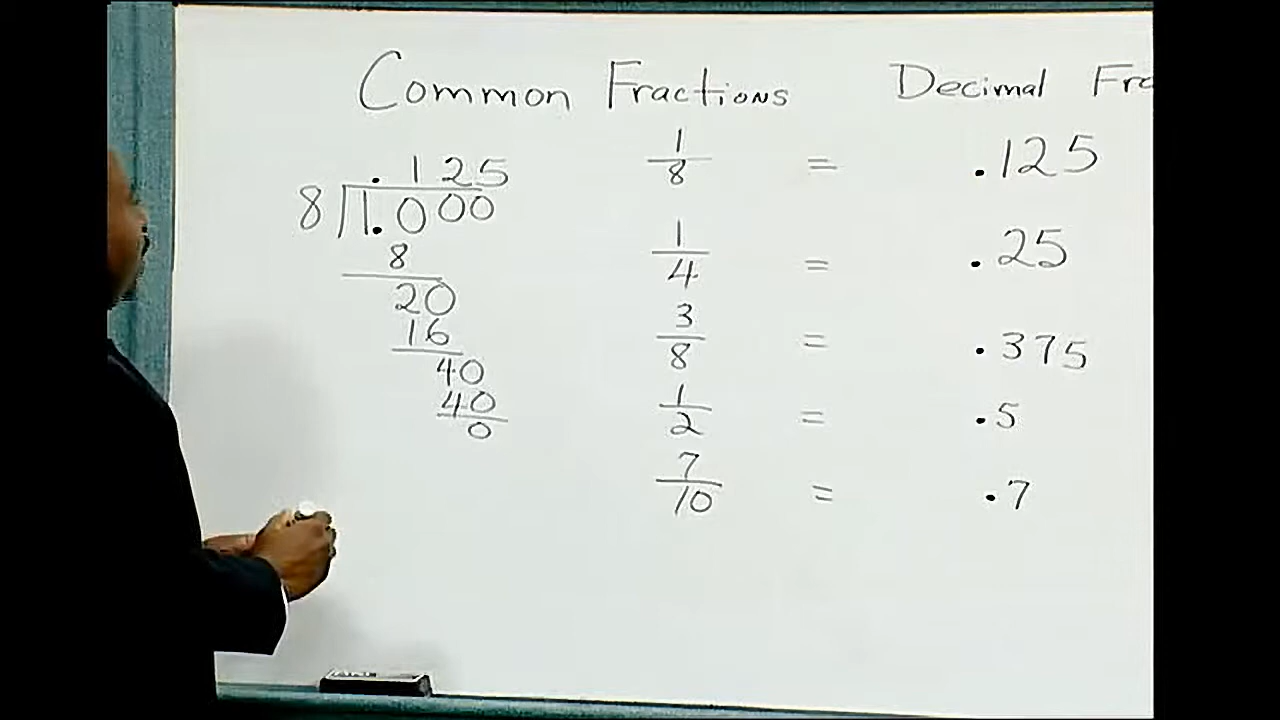 Common Fractions Decimal Fra
.125
8 1.000
8
20
16
40
40
0
1/8 = .125
1/4 = .25
3/8 = .375
1/2 = .5
7/10 = .7